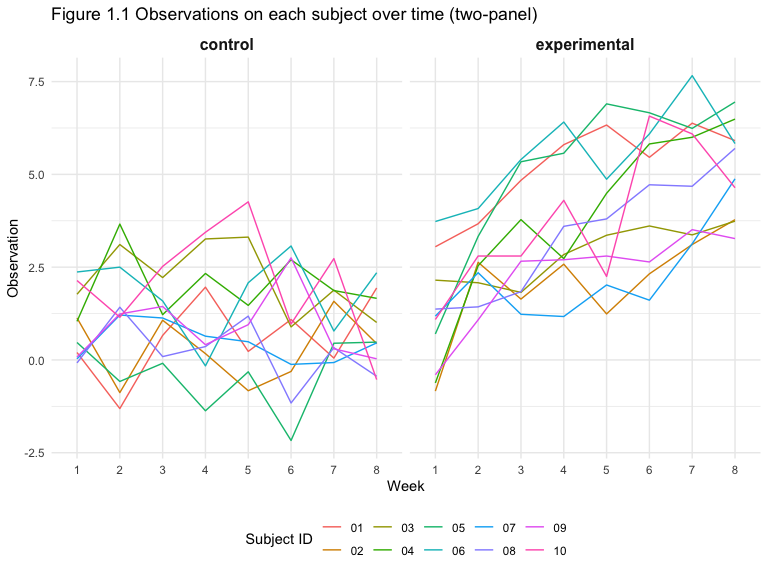 Figure 1.1 Observations on each subject over time (two-panel)
control experimental
7.5
5.0
2.5
0.0
-2.5
Observation
1 2 3 4 5 6 7 8 1 2 3 4 5 6 7 8
Week
Subject ID
01 03 05 07 09
02 04 06 08 10